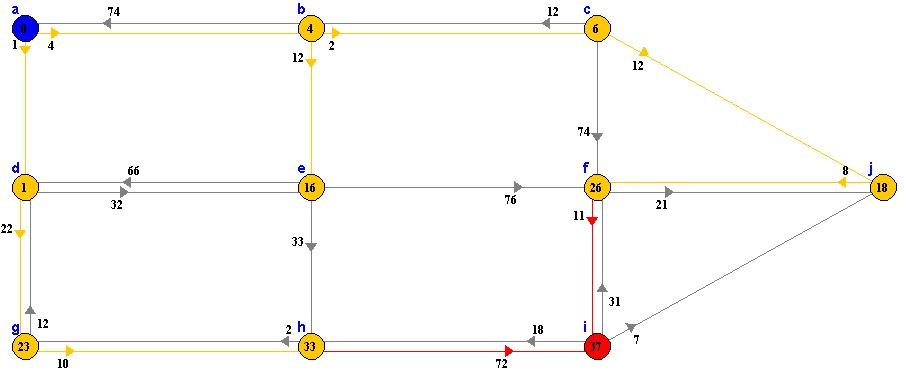 a 74 b 12 c
0 4 4 2 6
1 12 12
74
d 66 e f 8 j
1 32 16 76 26 21 18
22 33 11
12 31
g 2 h 18 i 7
23 10 33 72 37